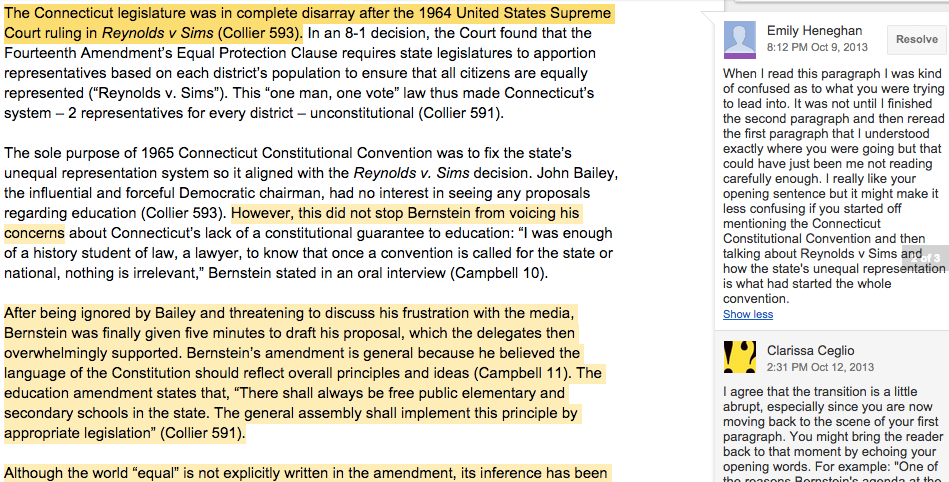 The Connecticut legislature was in complete disarray after the 1964 United States Supreme
Court ruling in Reynolds v Sims (Collier 593). In an 8-1 decision, the Court found that the
Fourteenth Amendment’s Equal Protection Clause requires state legislatures to apportion
representatives based on each district’s population to ensure that all citizens are equally
represented (“Reynolds v. Sims”). This “one man, one vote” law thus made Connecticut’s
system – 2 representatives for every district – unconstitutional (Collier 591).
The sole purpose of 1965 Connecticut Constitutional Convention was to fix the state’s
unequal representation system so it aligned with the Reynolds v. Sims decision. John Bailey,
the influential and forceful Democratic chairman, had no interest in seeing any proposals
regarding education (Collier 593). However, this did not stop Bernstein from voicing his
concerns about Connecticut’s lack of a constitutional guarantee to education: “I was enough
of a history student of law, a lawyer, to know that once a convention is called for the state or
national, nothing is irrelevant,” Bernstein stated in an oral interview (Campbell 10).
After being ignored by Bailey and threatening to discuss his frustration with the media,
Bernstein was finally given five minutes to draft his proposal, which the delegates then
overwhelmingly supported. Bernstein’s amendment is general because he believed the
language of the Constitution should reflect overall principles and ideas (Campbell 11). The
education amendment states that, “There shall always be free public elementary and
secondary schools in the state. The general assembly shall implement this principle by
appropriate legislation” (Collier 591).
Although the world “equal” is not explicitly written in the amendment, its inference has been
Emily Heneghan
8:12 PM Oct 9, 2013
Resolve
When I read this paragraph I was kind
of confused as to what you were trying
to lead into. It was not until I finished
the second paragraph and then reread
the first paragraph that I understood
exactly where you were going but that
could have just been me not reading
carefully enough. I really like your
opening sentence but it might make it
less confusing if you started off
mentioning the Connecticut
Constitutional Convention and then
talking about Reynolds v Sims and
how the state's unequal representation
is what had started the whole
convention.
Show less
of 3
Clarissa Ceglio
2:31 PM Oct 12, 2013
I agree that the transition is a little
abrupt, especially since you are now
moving back to the scene of your first
paragraph. You might bring the reader
back to that moment by echoing your
opening words. For example: "One of
the reasons Bernstein's agenda at the